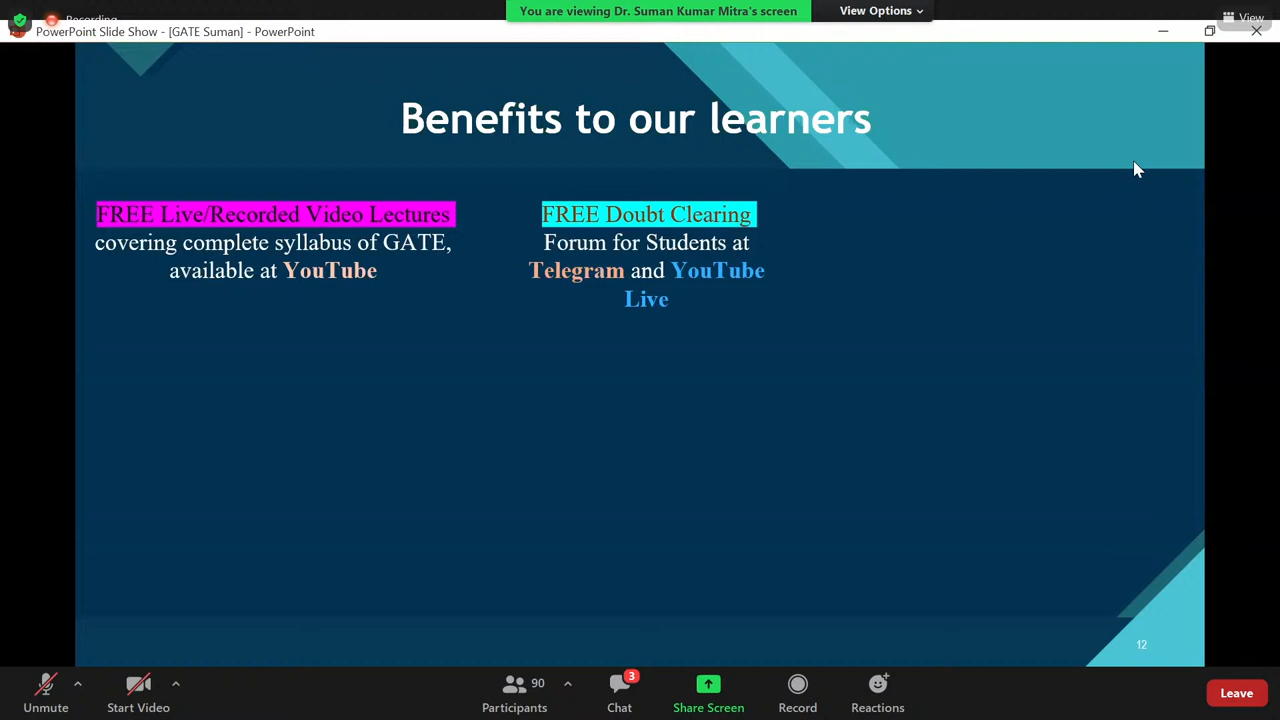 Recording
You are viewing Dr. Suman Kumar Mitra's screen
View Options
View
PowerPoint Slide Show - [GATE Suman] - PowerPoint
Benefits to our learners
FREE Live/Recorded Video Lectures
covering complete syllabus of GATE,
available at YouTube
FREE Doubt Clearing
Forum for Students at
Telegram and YouTube
Live
12
Unmute
Start Video
90
Participants
3
Chat
Share Screen
Record
Reactions
Leave